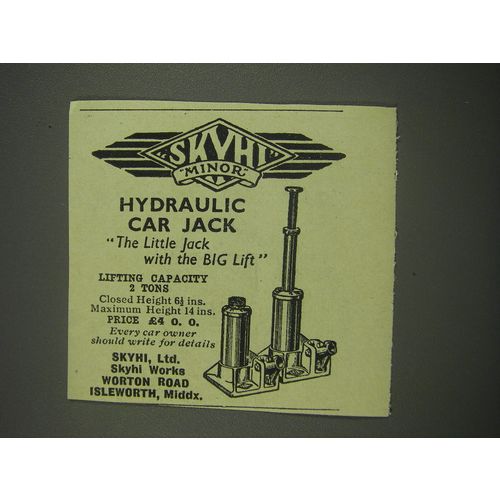 "SKYHI"
"MINOR"
HYDRAULIC
CAR JACK
"The Little Jack
with the BIG Lift"
LIFTING CAPACITY
2 TONS
Closed Height 6½ ins.
Maximum Height 14 ins.
PRICE £4 0. 0.
Every car owner
should write for details
SKYHI, Ltd.
Skyhi Works
WORTON ROAD
ISLEWORTH, Middx.